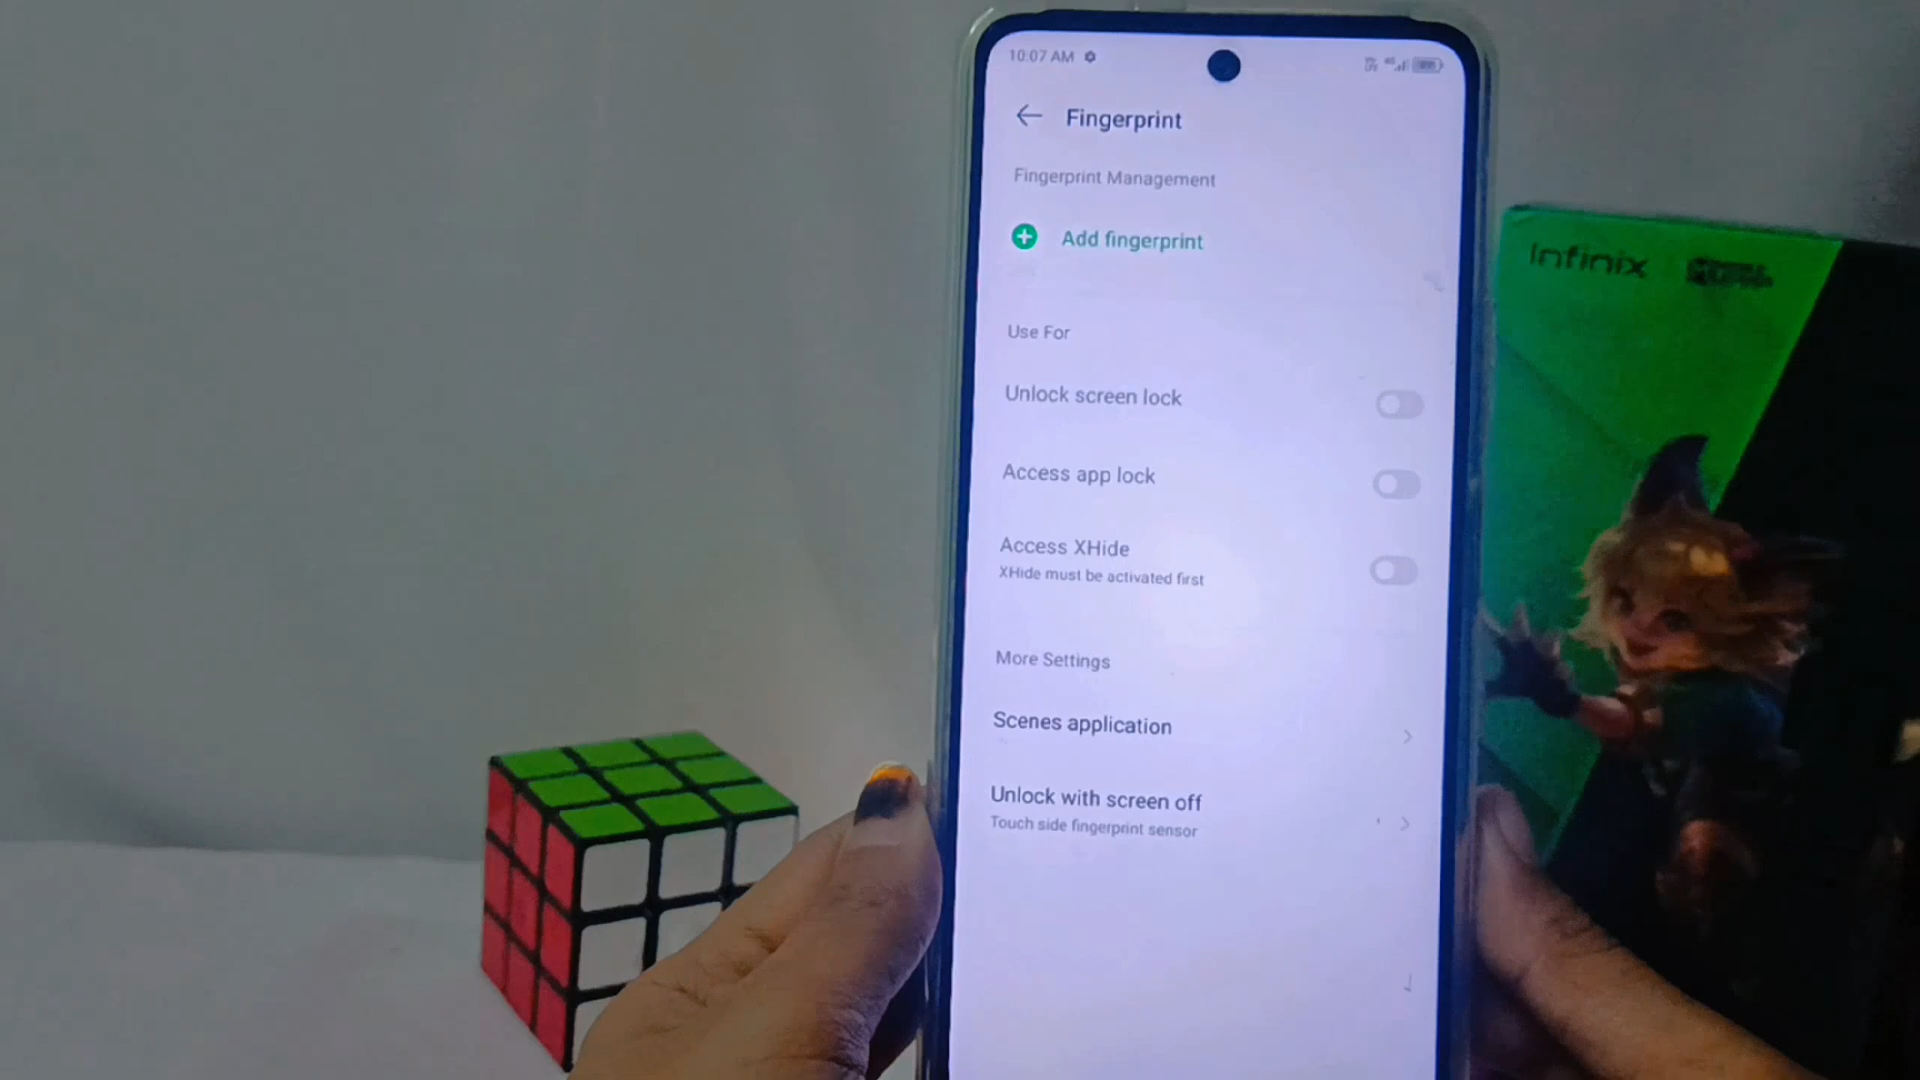 10:07 AM
Fingerprint
Fingerprint Management
Add fingerprint
Use For
Unlock screen lock
Access app lock
Access XHide
XHide must be activated first
More Settings
Scenes application
Unlock with screen off
Touch side fingerprint sensor
Infinix